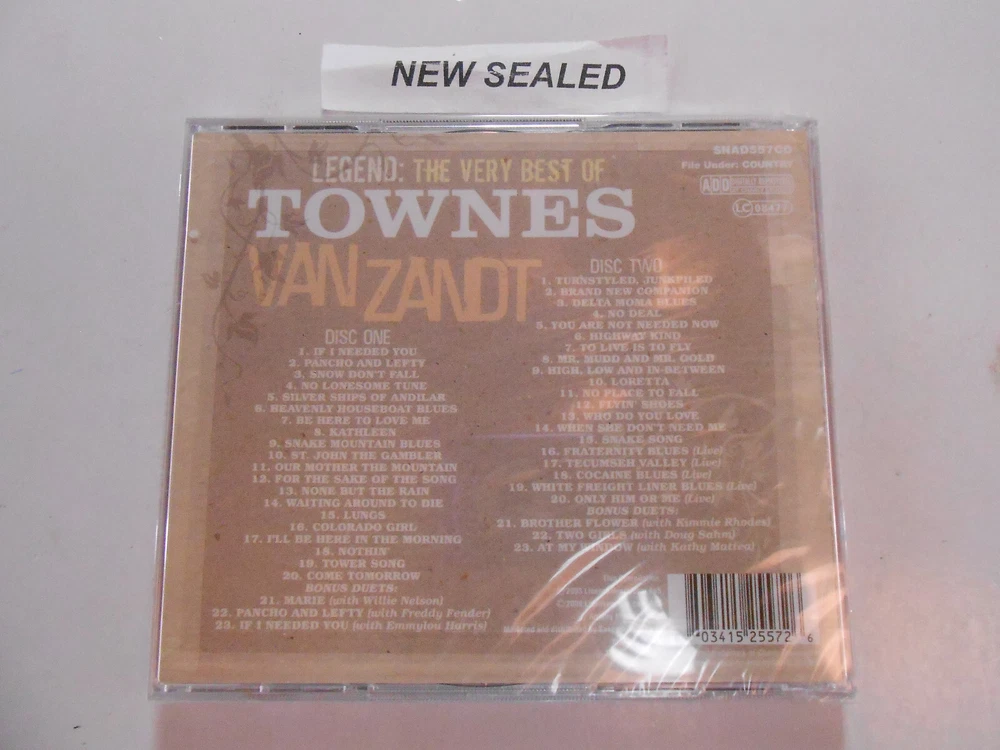 NEW SEALED
LEGEND: THE VERY BEST OF
TOWNES
VAN ZANDT
SNAD557CD
File Under: COUNTRY
ADD
LC 06477
DISC ONE
1. IF I NEEDED YOU
2. PANCHO AND LEFTY
3. SNOW DON'T FALL
4. NO LONESOME TUNE
5. SILVER SHIPS OF ANDILAR
6. HEAVENLY HOUSEBOAT BLUES
7. BE HERE TO LOVE ME
8. KATHLEEN
9. SNAKE MOUNTAIN BLUES
10. ST. JOHN THE GAMBLER
11. OUR MOTHER THE MOUNTAIN
12. FOR THE SAKE OF THE SONG
13. NONE BUT THE RAIN
14. WAITING AROUND TO DIE
15. LUNGS
16. COLORADO GIRL
17. I'LL BE HERE IN THE MORNING
18. NOTHIN'
19. TOWER SONG
20. COME TOMORROW
BONUS DUETS:
21. MARIE (with Willie Nelson)
22. PANCHO AND LEFTY (with Freddy Fender)
23. IF I NEEDED YOU (with Emmylou Harris)
DISC TWO
1. TURNSTYLED, JUNKPILED
2. BRAND NEW COMPANION
3. DELTA MOMA BLUES
4. NO DEAL
5. YOU ARE NOT NEEDED NOW
6. HIGHWAY KIND
7. TO LIVE IS TO FLY
8. MR. MUDD AND MR. GOLD
9. HIGH, LOW AND IN-BETWEEN
10. LORETTA
11. NO PLACE TO FALL
12. FLYIN' SHOES
13. WHO DO YOU LOVE
14. WHEN SHE DON'T NEED ME
15. SNAKE SONG
16. FRATERNITY BLUES (Live)
17. TECUMSEH VALLEY (Live)
18. COCAINE BLUES (Live)
19. WHITE FREIGHT LINER BLUES (Live)
20. ONLY HIM OR ME (Live)
BONUS DUETS:
21. BROTHER FLOWER (with Kimmie Rhodes)
22. TWO GIRLS (with Doug Sahm)
23. AT MY WINDOW (with Kathy Mattea)
03415 25572 6